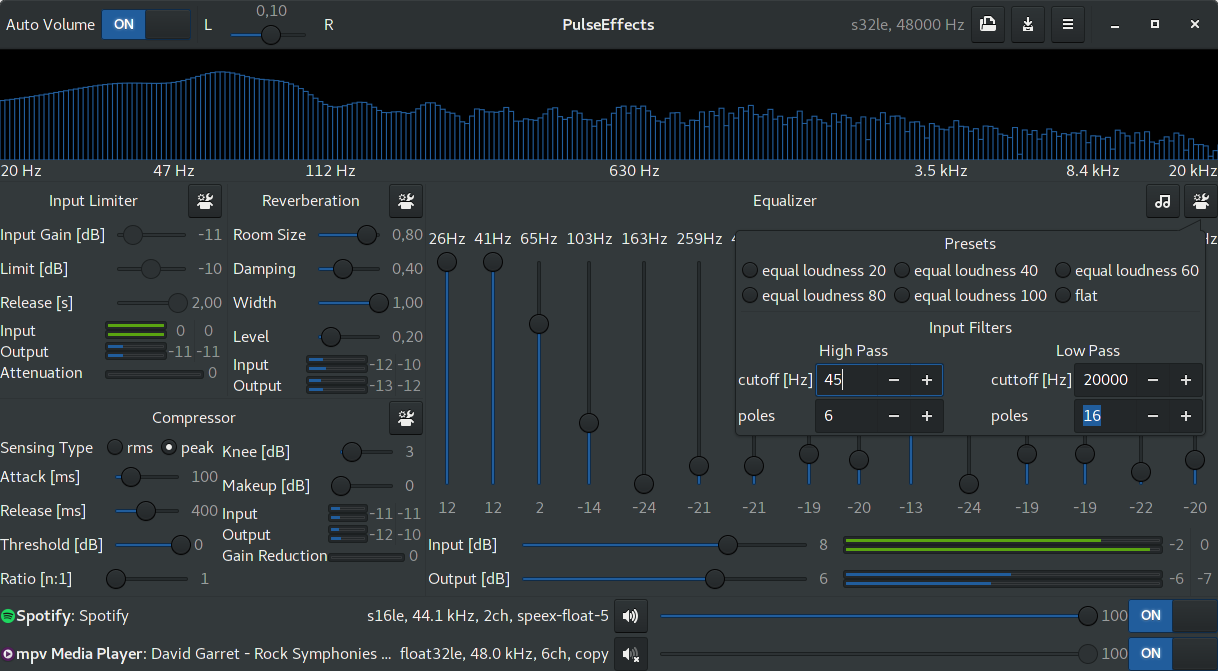 Auto Volume ON L 0,10 R PulseEffects s32le, 48000 Hz
20 Hz 47 Hz 112 Hz 630 Hz 3.5 kHz 8.4 kHz 20 kHz
Input Limiter
Input Gain [dB] -11
Limit [dB] -10
Release [s] 2,00
Input 0 0
Output -11 -11
Attenuation 0
Reverberation
Room Size 0,80
Damping 0,40
Width 1,00
Level 0,20
Input -12 -10
Output -13 -12
Compressor
Sensing Type rms peak
Attack [ms] 100
Release [ms] 400
Threshold [dB] 0
Ratio [n:1] 1
Knee [dB] 3
Makeup [dB] 0
Input -11 -11
Output -12 -10
Gain Reduction 0
Equalizer
26Hz 41Hz 65Hz 103Hz 163Hz 259Hz
Presets
equal loudness 20 equal loudness 40 equal loudness 60
equal loudness 80 equal loudness 100 flat
Input Filters
High Pass Low Pass
cutoff [Hz] 45 − + cuttoff [Hz] 20000 − +
poles 6 − + poles 16 − +
12 12 2 -14 -24 -21 -21 -19 -20 -13 -24 -19 -19 -22 -20
Input [dB] 8 -2 0
Output [dB] 6 -6 -7
Spotify: Spotify s16le, 44.1 kHz, 2ch, speex-float-5 100 ON
mpv Media Player: David Garret - Rock Symphonies ... float32le, 48.0 kHz, 6ch, copy 100 ON